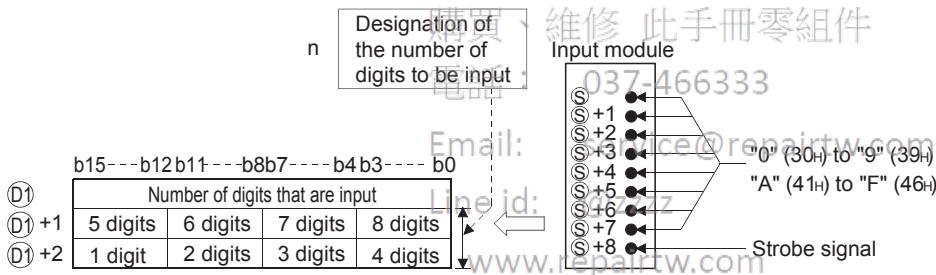 購買、維修 此手冊零組件
電話： 037-466333
Email: service@repairtw.com
Line id: @zzzz
www.repairtw.com
n
Designation of
the number of
digits to be input
Input module
Ⓢ
Ⓢ +1
Ⓢ +2
Ⓢ +3
Ⓢ +4
Ⓢ +5
Ⓢ +6
Ⓢ +7
Ⓢ +8
"0" (30H) to "9" (39H)
"A" (41H) to "F" (46H)
Strobe signal
b15---b12 b11----b8b7----b4 b3----b0
D1 Number of digits that are input
D1 +1 5 digits 6 digits 7 digits 8 digits
D1 +2 1 digit 2 digits 3 digits 4 digits